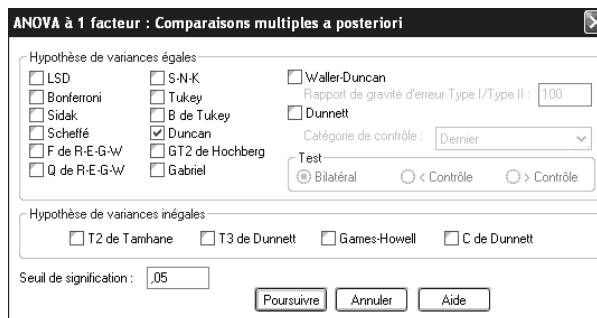 ANOVA à 1 facteur : Comparaisons multiples a posteriori
Hypothèse de variances égales
LSD
Bonferroni
Sidak
Scheffé
F de R-E-G-W
Q de R-E-G-W
S-N-K
Tukey
B de Tukey
Duncan
GT2 de Hochberg
Gabriel
Waller-Duncan
Rapport de gravité d'erreur Type I/Type II : 100
Dunnett
Catégorie de contrôle : Dernier
Test
Bilatéral < Contrôle > Contrôle
Hypothèse de variances inégales
T2 de Tamhane T3 de Dunnett Games-Howell C de Dunnett
Seuil de signification : ,05
Poursuivre Annuler Aide